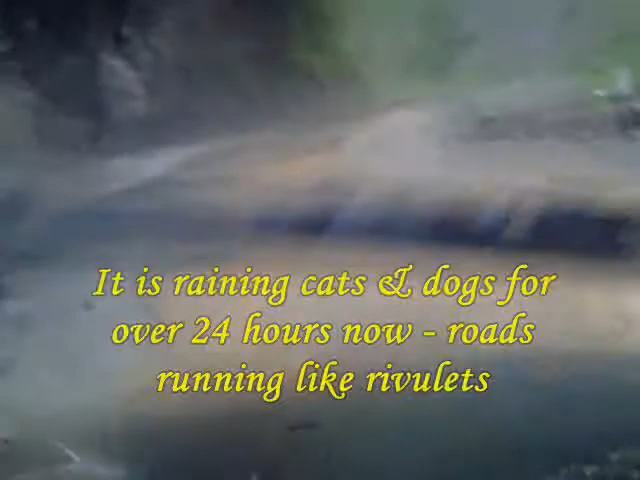 It is raining cats & dogs for
over 24 hours now - roads
running like rivulets